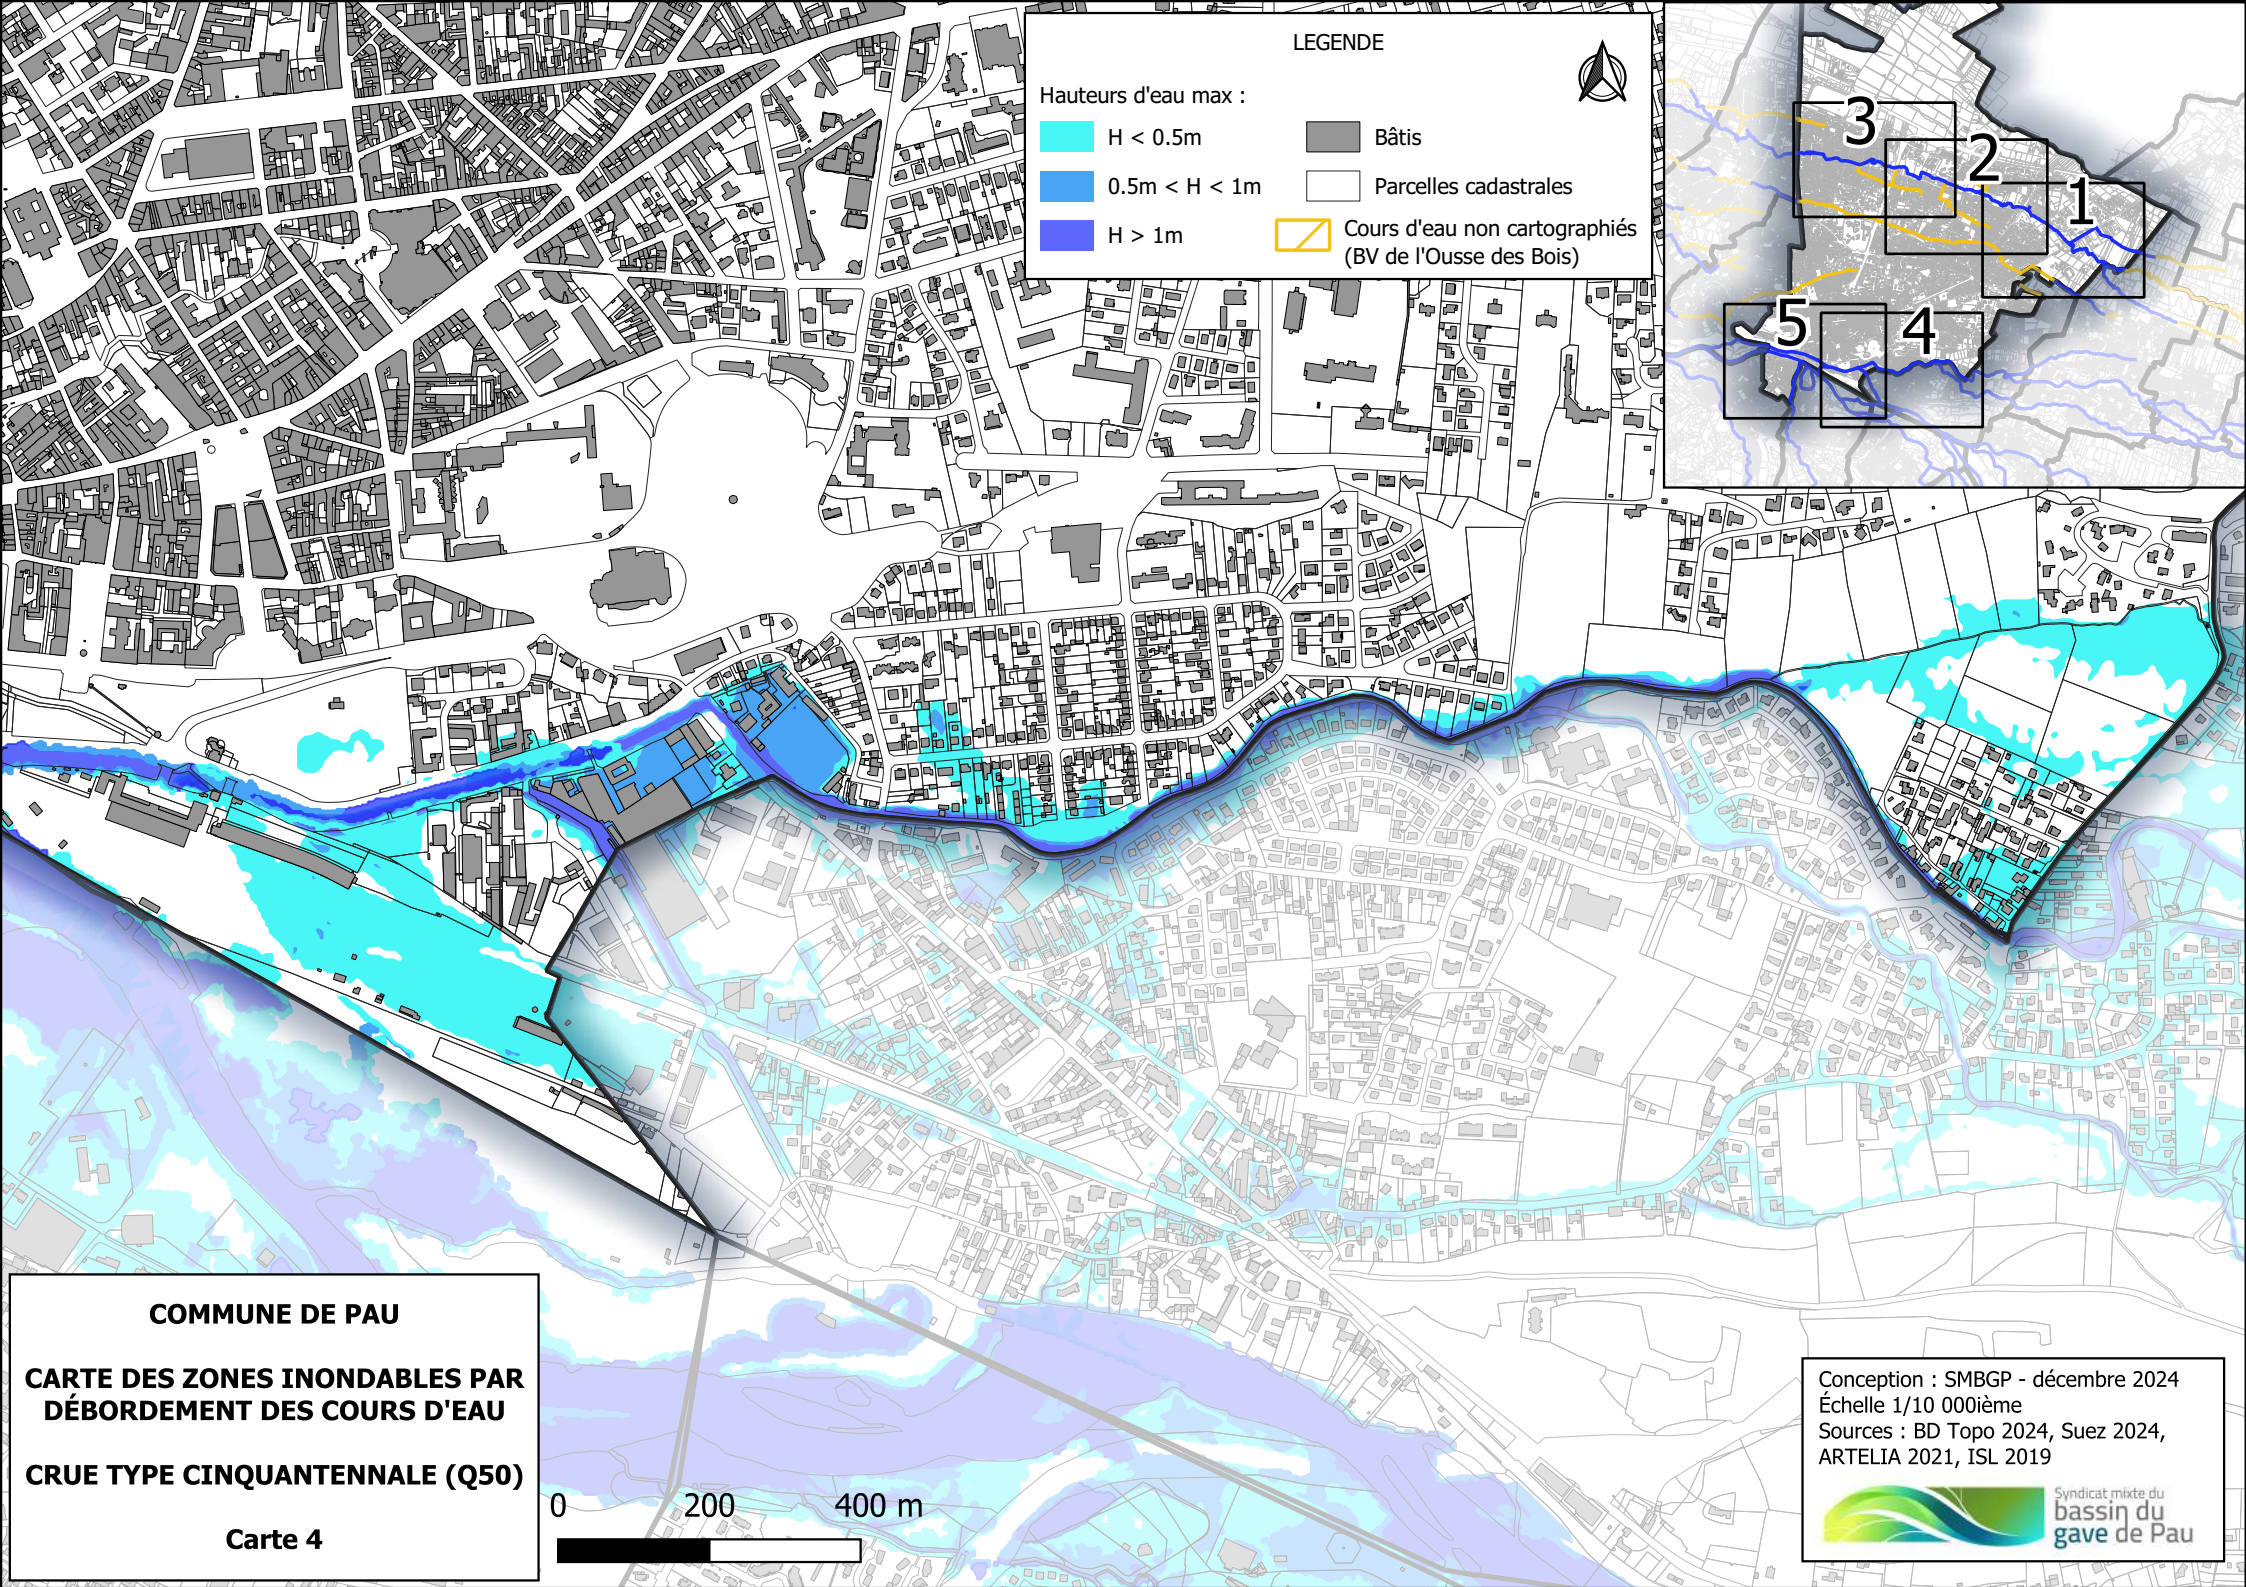 LEGENDE
Hauteurs d'eau max :
H < 0.5m
0.5m < H < 1m
H > 1m
Bâtis
Parcelles cadastrales
Cours d'eau non cartographiés
(BV de l'Ousse des Bois)
3
2
1
5
4
COMMUNE DE PAU
CARTE DES ZONES INONDABLES PAR
DÉBORDEMENT DES COURS D'EAU
CRUE TYPE CINQUANTENNALE (Q50)
Carte 4
0 200 400 m
Conception : SMBGP - décembre 2024
Échelle 1/10 000ième
Sources : BD Topo 2024, Suez 2024,
ARTELIA 2021, ISL 2019
Syndicat mixte du
bassin du
gave de Pau